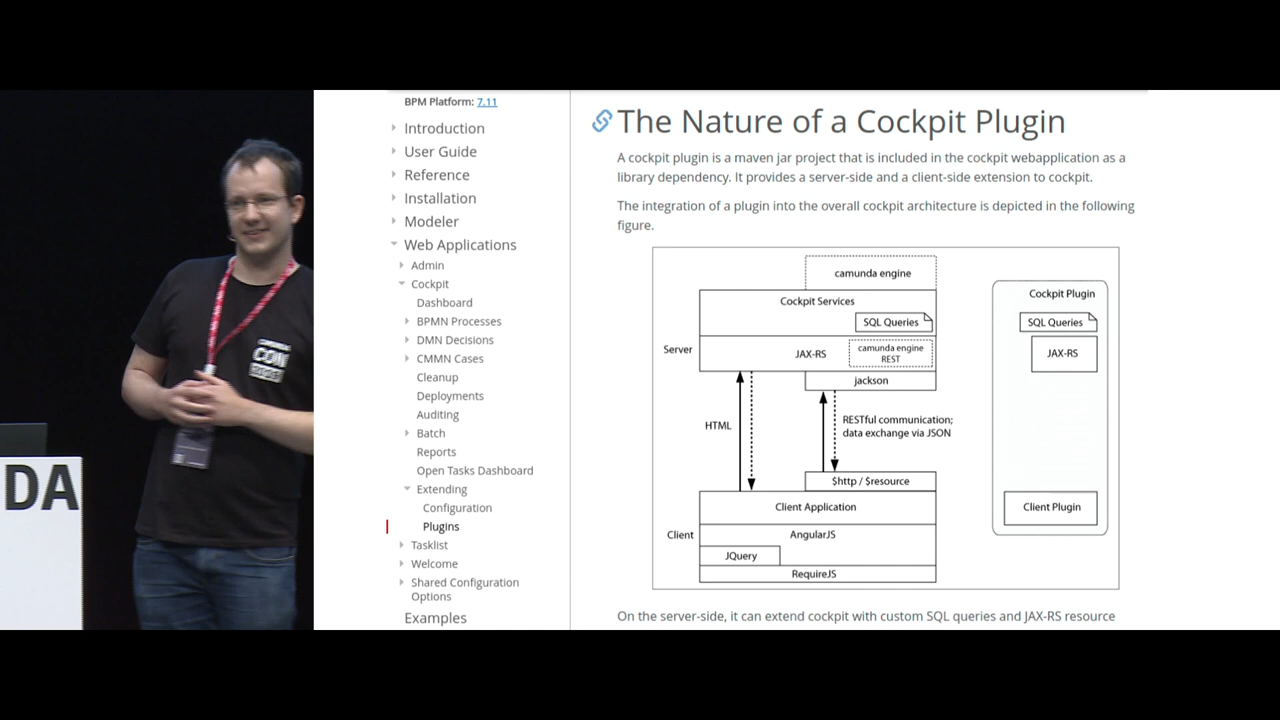 DA
CON
BPM Platform: 7.11
Introduction
User Guide
Reference
Installation
Modeler
Web Applications
Admin
Cockpit
Dashboard
BPMN Processes
DMN Decisions
CMMN Cases
Cleanup
Deployments
Auditing
Batch
Reports
Open Tasks Dashboard
Extending
Configuration
Plugins
Tasklist
Welcome
Shared Configuration
Options
Examples
The Nature of a Cockpit Plugin
A cockpit plugin is a maven jar project that is included in the cockpit webapplication as a
library dependency. It provides a server-side and a client-side extension to cockpit.
The integration of a plugin into the overall cockpit architecture is depicted in the following
figure.
camunda engine
Cockpit Services
SQL Queries
Server
JAX-RS
camunda engine
REST
jackson
HTML
RESTful communication;
data exchange via JSON
$http / $resource
Client Application
Client
AngularJS
JQuery
RequireJS
Cockpit Plugin
SQL Queries
JAX-RS
Client Plugin
On the server-side, it can extend cockpit with custom SQL queries and JAX-RS resource